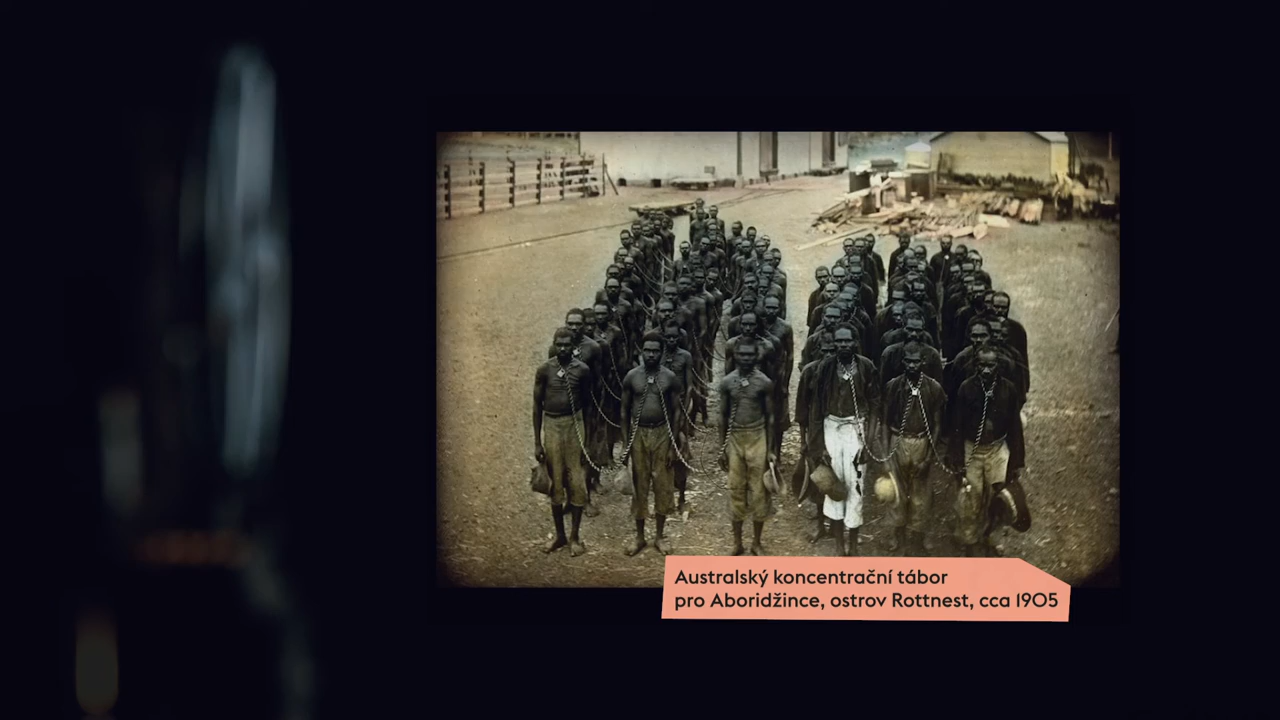 Australský koncentrační tábor
pro Aboridžince, ostrov Rottnest, cca 1905